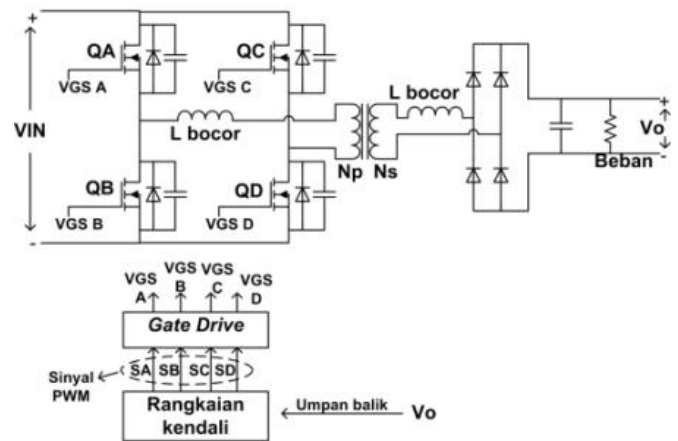 +
QA
QC
VGS A
VGS C
L bocor
L bocor
+
VIN
Vo
-
Beban
Np Ns
QB
QD
VGS B
VGS D
-
VGS A
VGS B
VGS C
VGS D
Gate Drive
SA SB SC SD
Sinyal
PWM
Rangkaian
kendali
Umpan balik
Vo